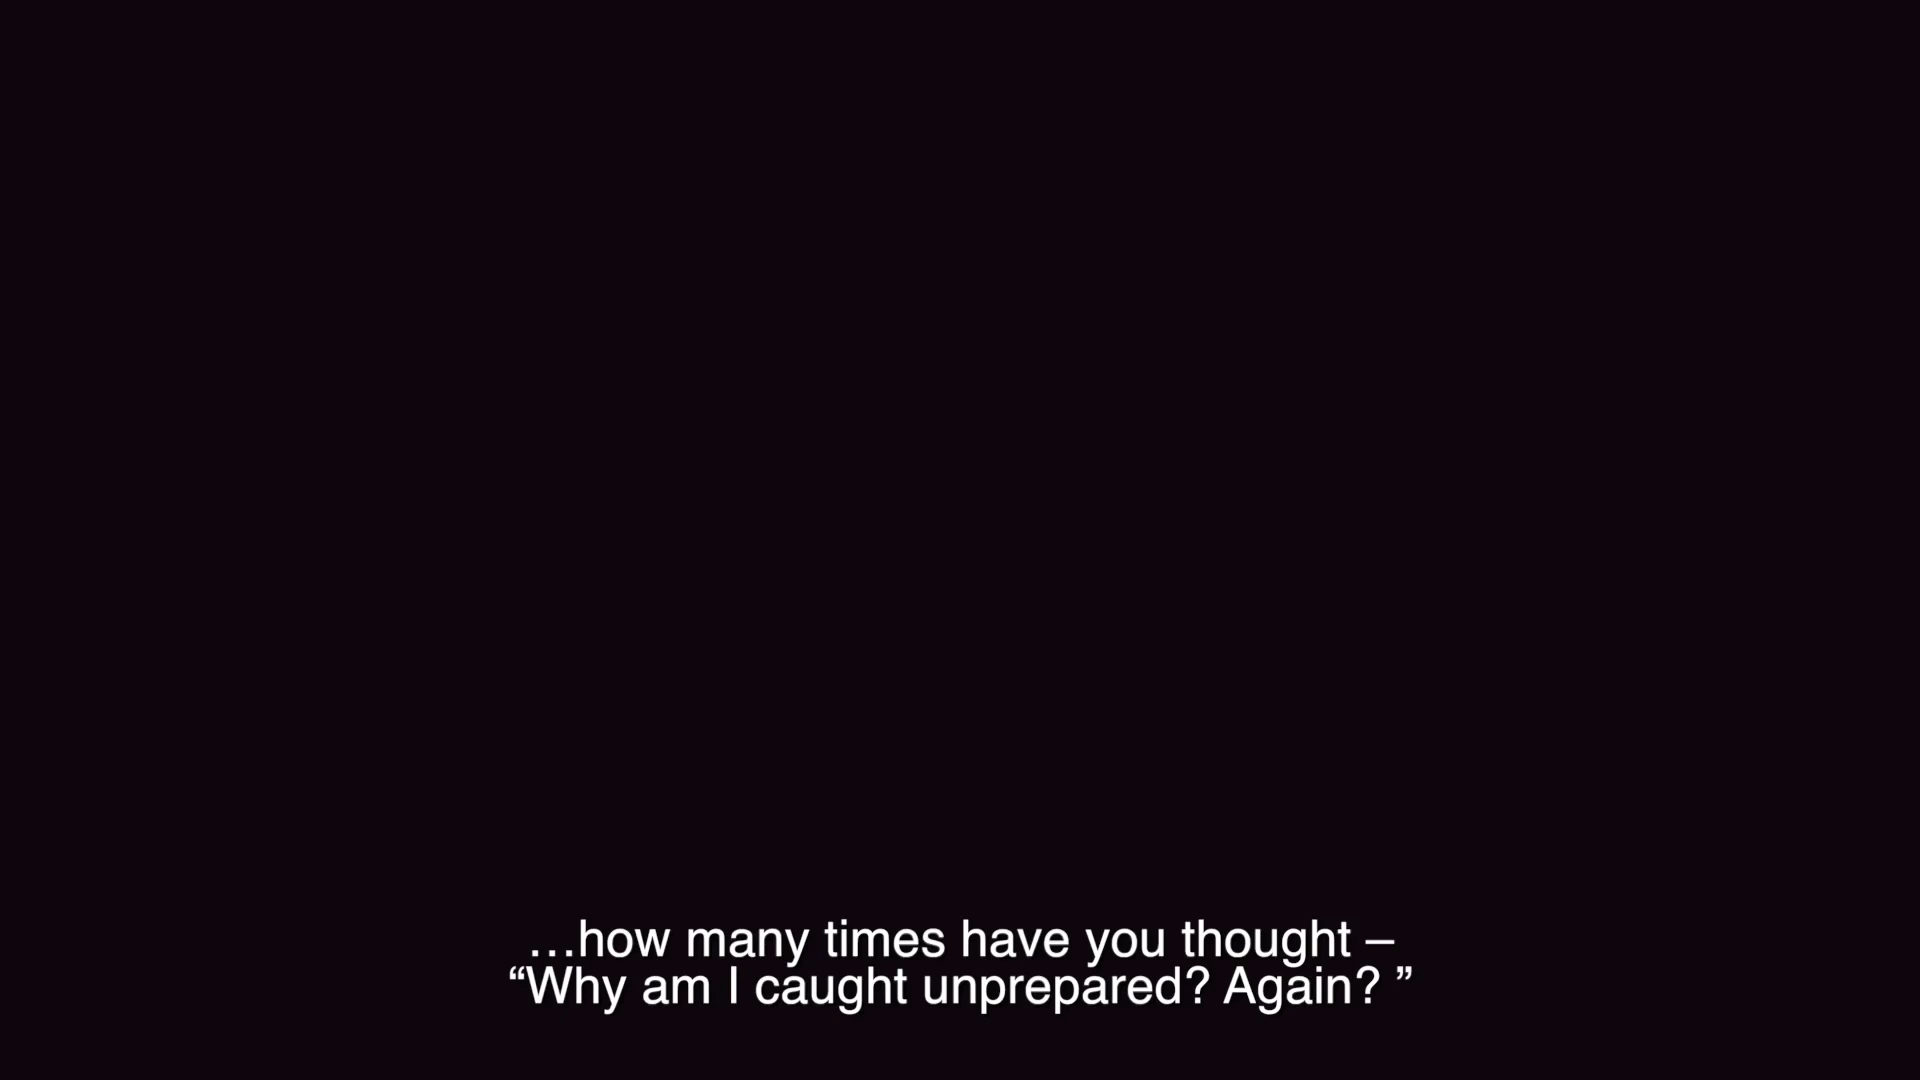 …how many times have you thought –
“Why am I caught unprepared? Again? ”